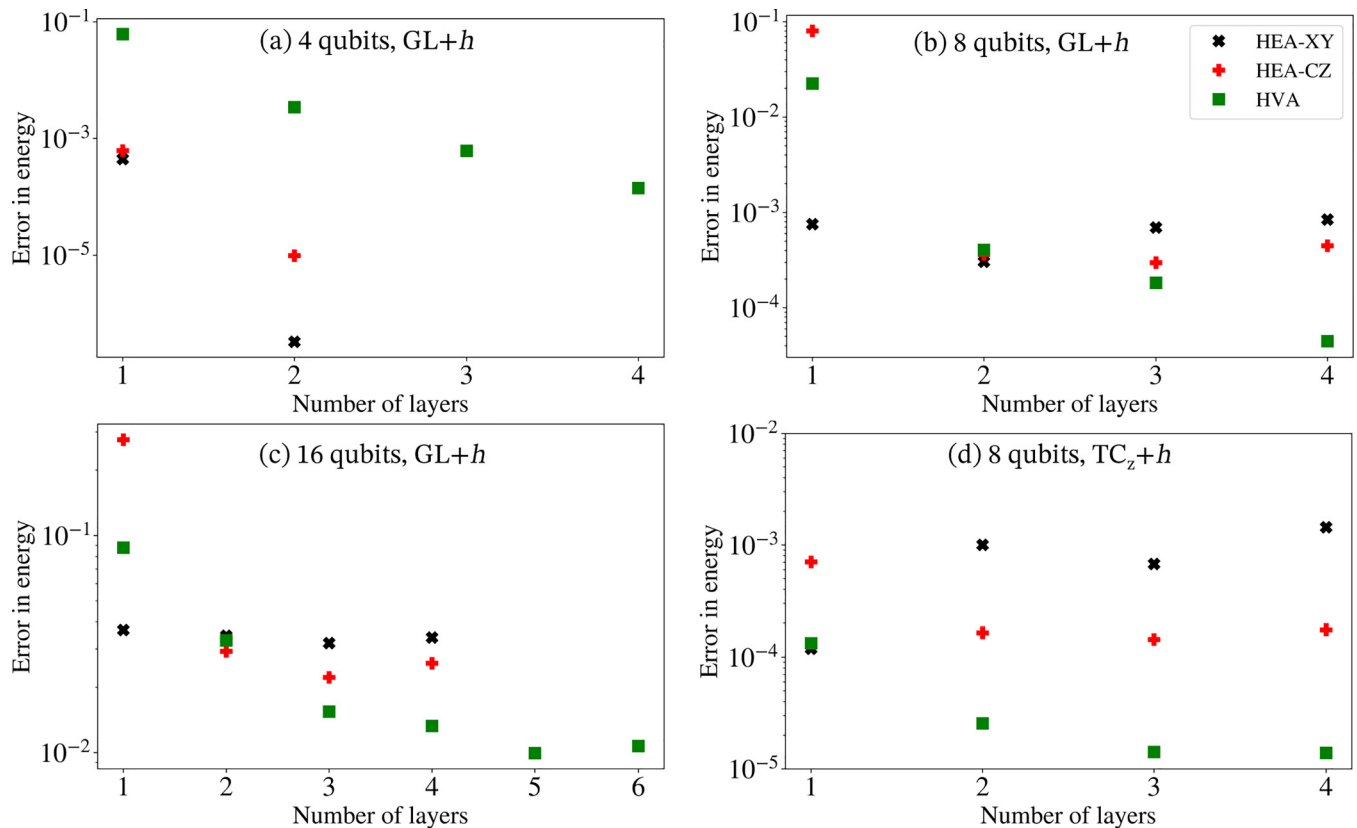 (a) 4 qubits, GL+h
10⁻¹
10⁻³
10⁻⁵
Error in energy
1 2 3 4
Number of layers
(b) 8 qubits, GL+h
HEA-XY
HEA-CZ
HVA
10⁻¹
10⁻²
10⁻³
10⁻⁴
Error in energy
1 2 3 4
Number of layers
(c) 16 qubits, GL+h
10⁻¹
10⁻²
Error in energy
1 2 3 4 5 6
Number of layers
(d) 8 qubits, TC_z+h
10⁻²
10⁻³
10⁻⁴
10⁻⁵
Error in energy
1 2 3 4
Number of layers